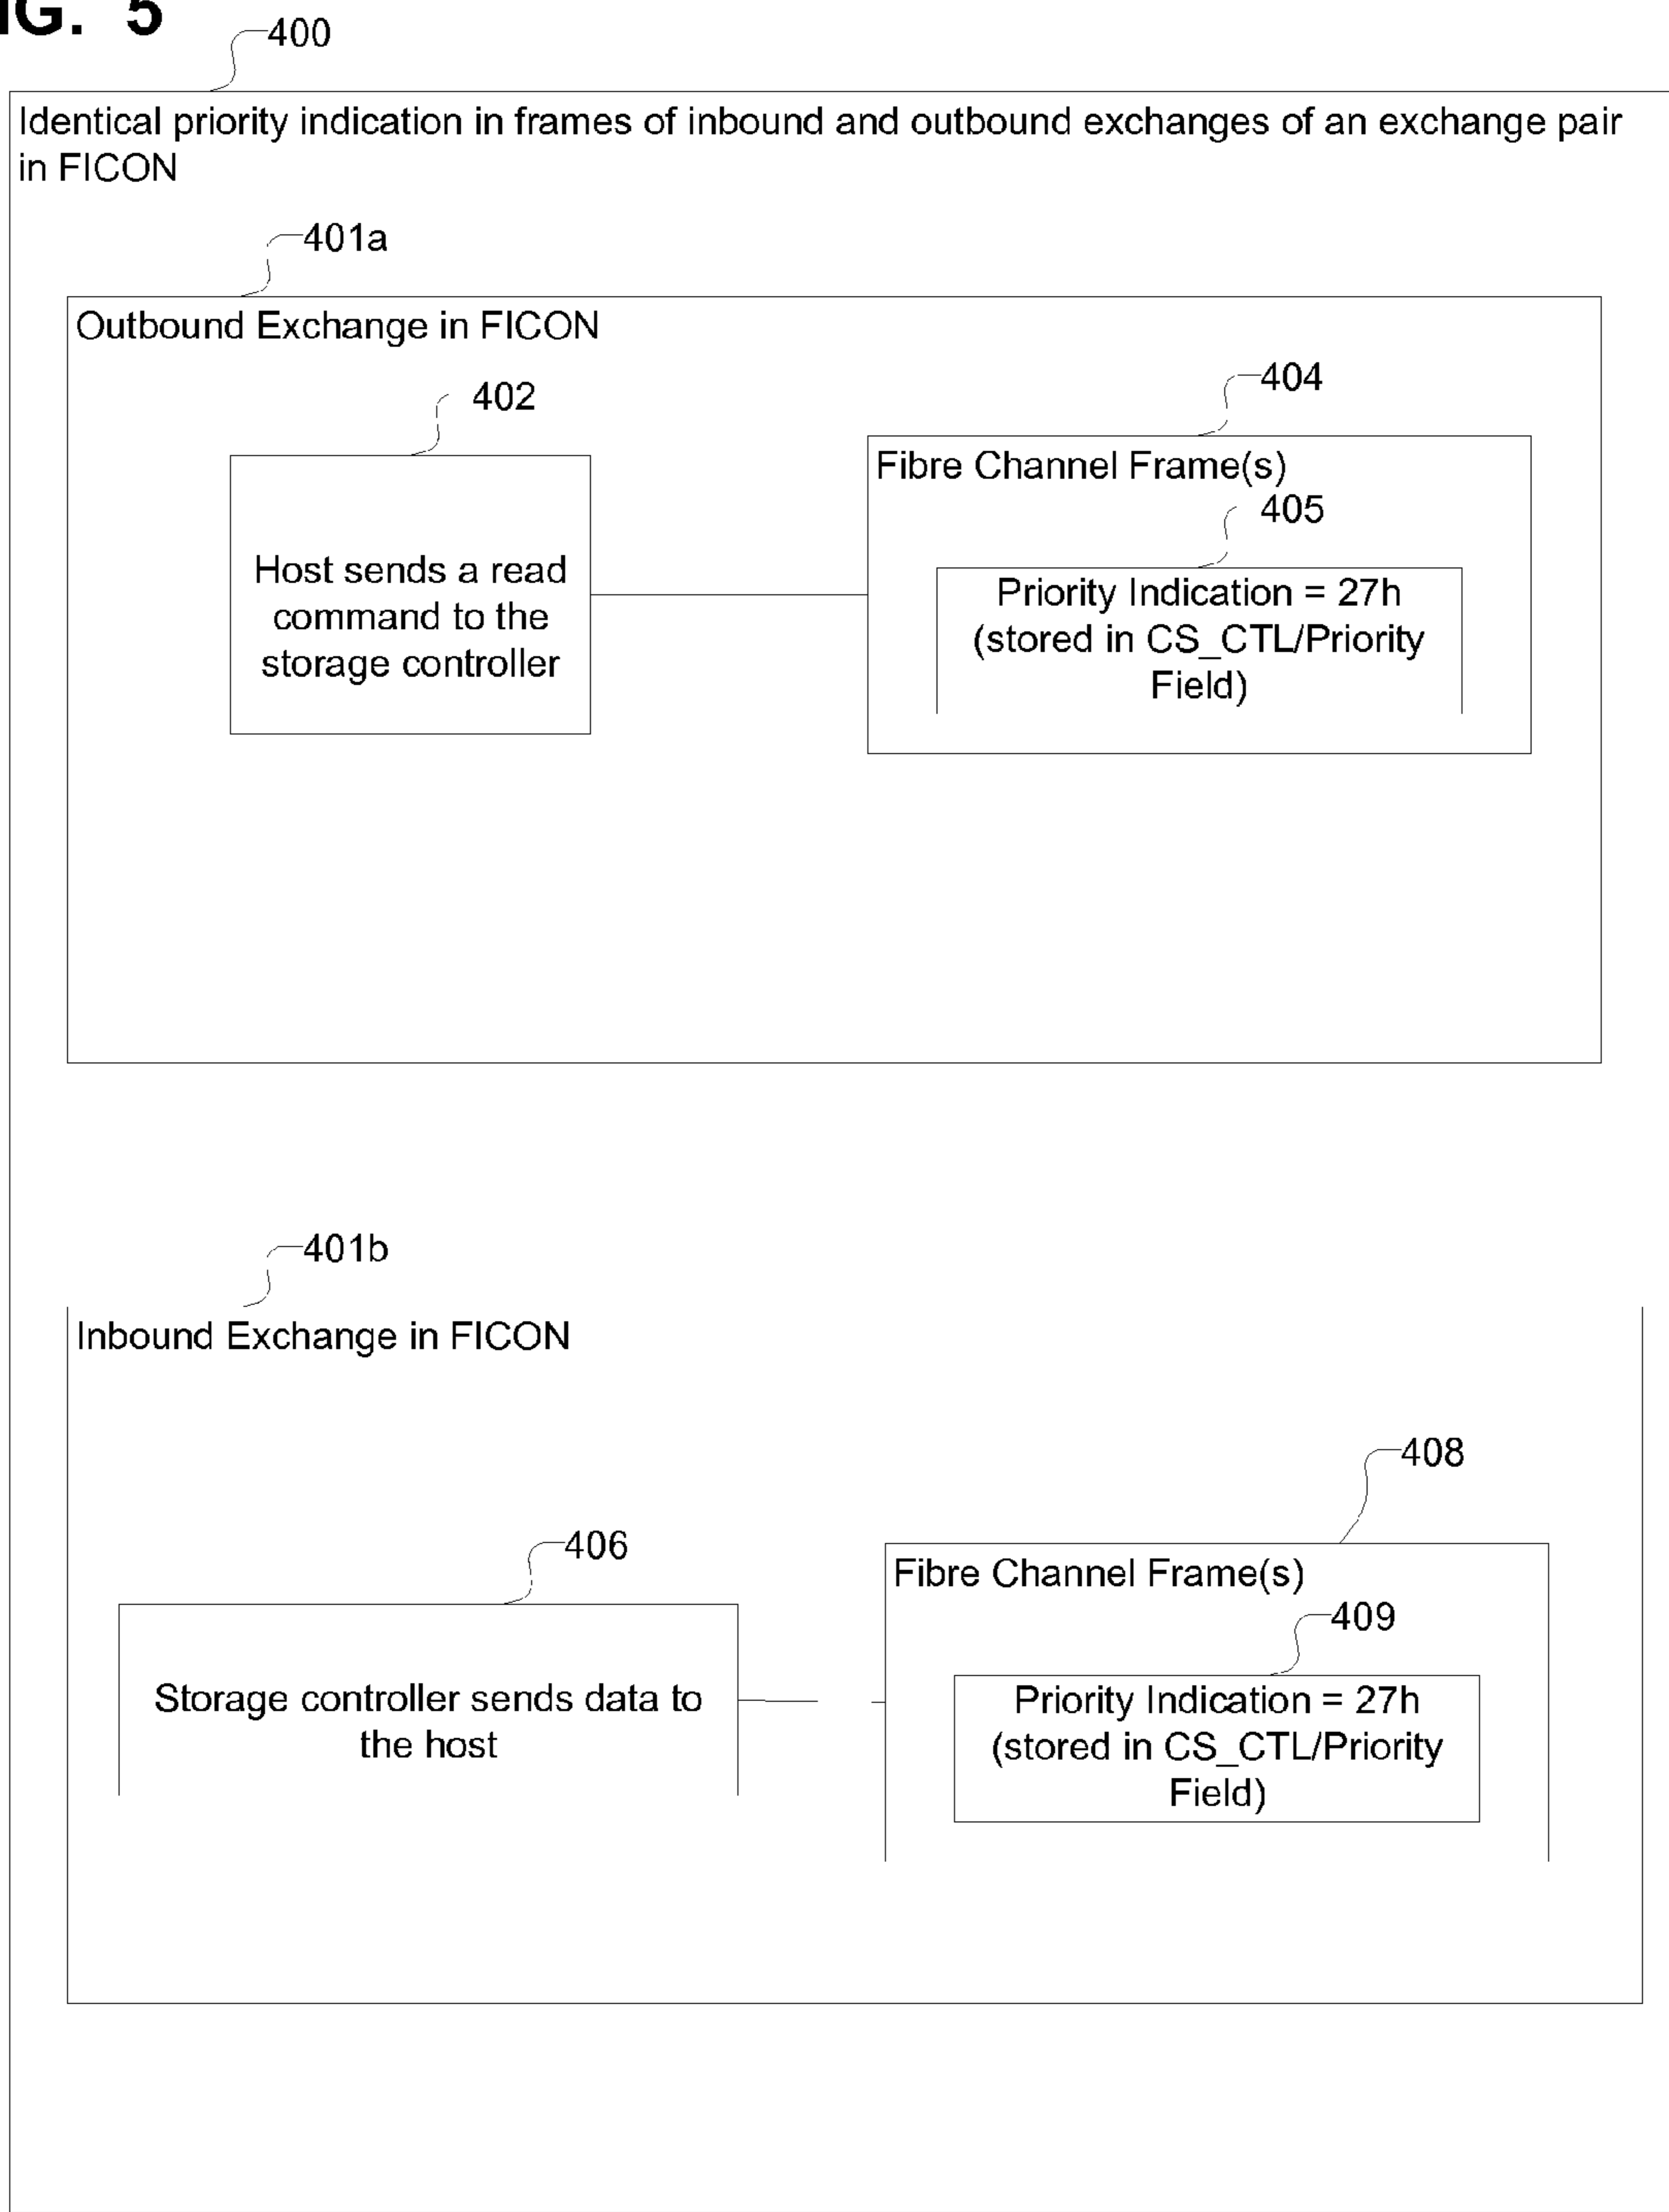 IG. 5
400
Identical priority indication in frames of inbound and outbound exchanges of an exchange pair
in FICON
401a
Outbound Exchange in FICON
402
404
Host sends a read
command to the
storage controller
Fibre Channel Frame(s)
405
Priority Indication = 27h
(stored in CS_CTL/Priority
Field)
401b
Inbound Exchange in FICON
406
408
Storage controller sends data to
the host
Fibre Channel Frame(s)
409
Priority Indication = 27h
(stored in CS_CTL/Priority
Field)